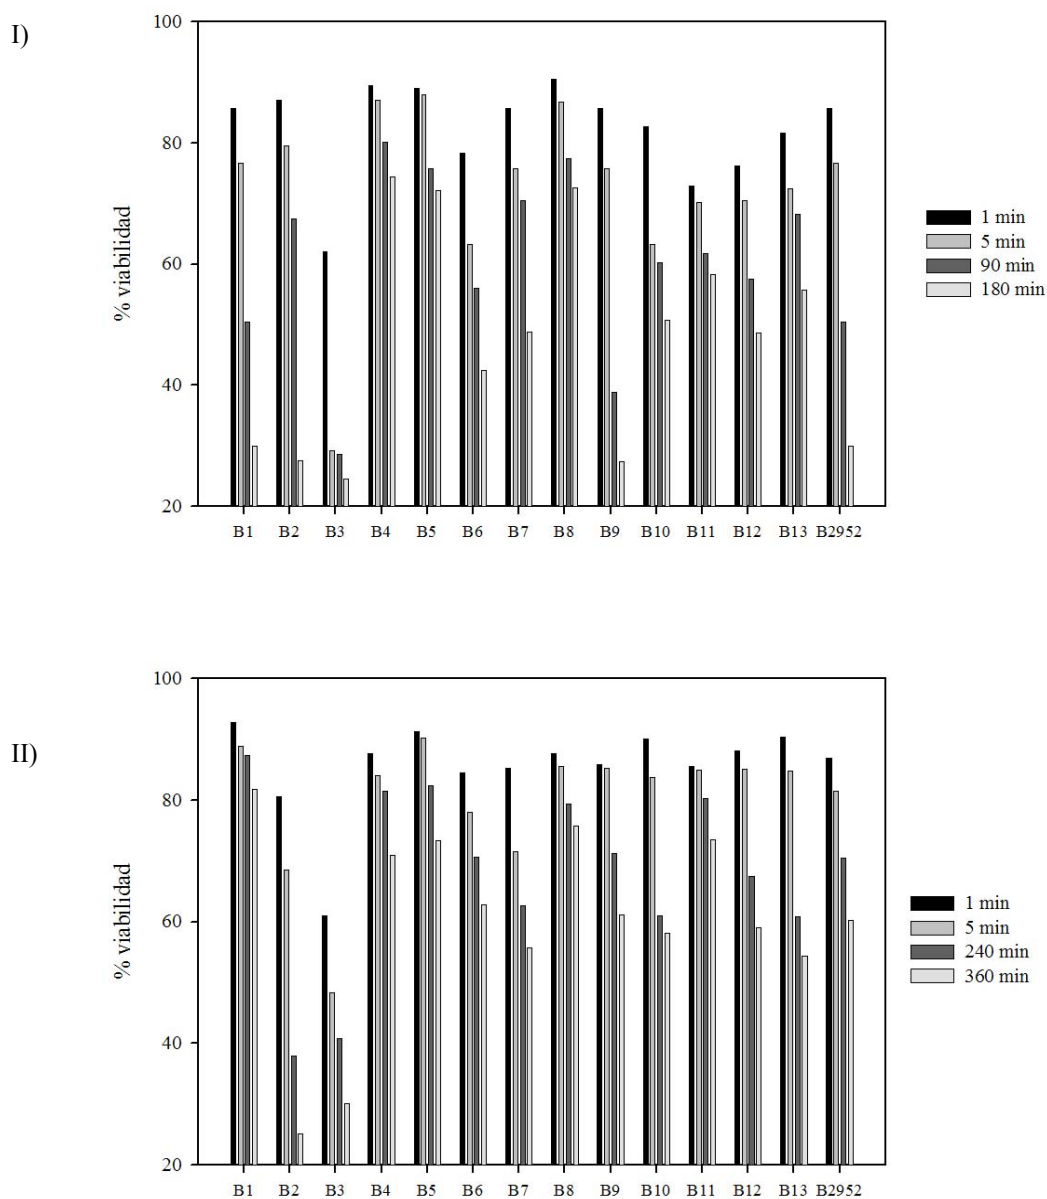 I)
100
80
60
40
20
% viabilidad
B1 B2 B3 B4 B5 B6 B7 B8 B9 B10 B11 B12 B13 B2952
1 min
5 min
90 min
180 min
II)
100
80
60
40
20
% viabilidad
B1 B2 B3 B4 B5 B6 B7 B8 B9 B10 B11 B12 B13 B2952
1 min
5 min
240 min
360 min